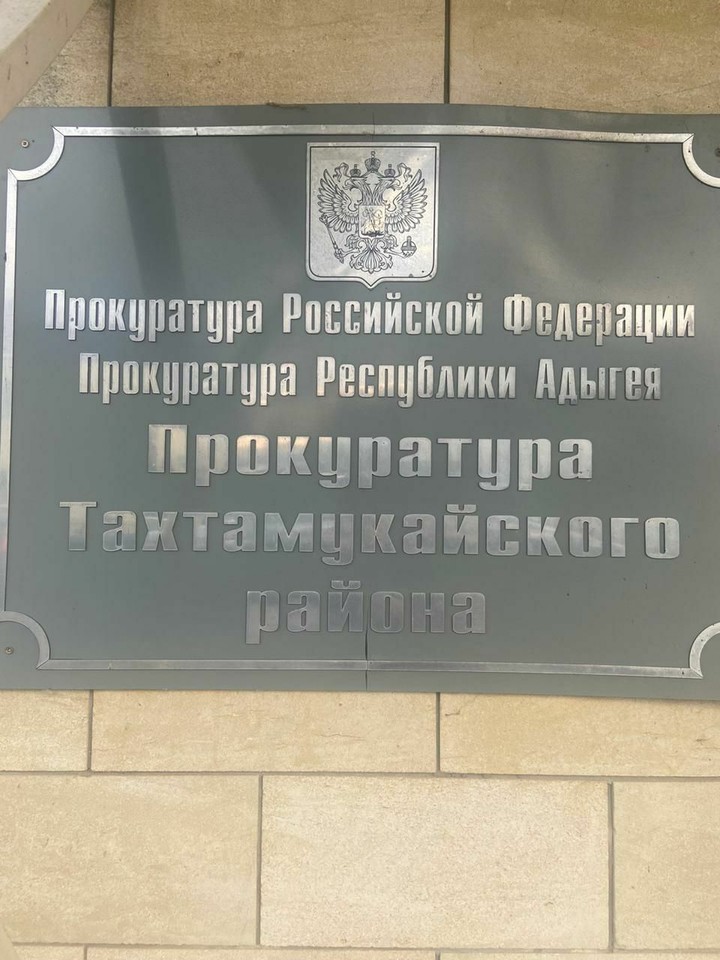 Прокуратура Российской Федерации
Прокуратура Республики Адыгея
Прокуратура
Тахтамукайского
района